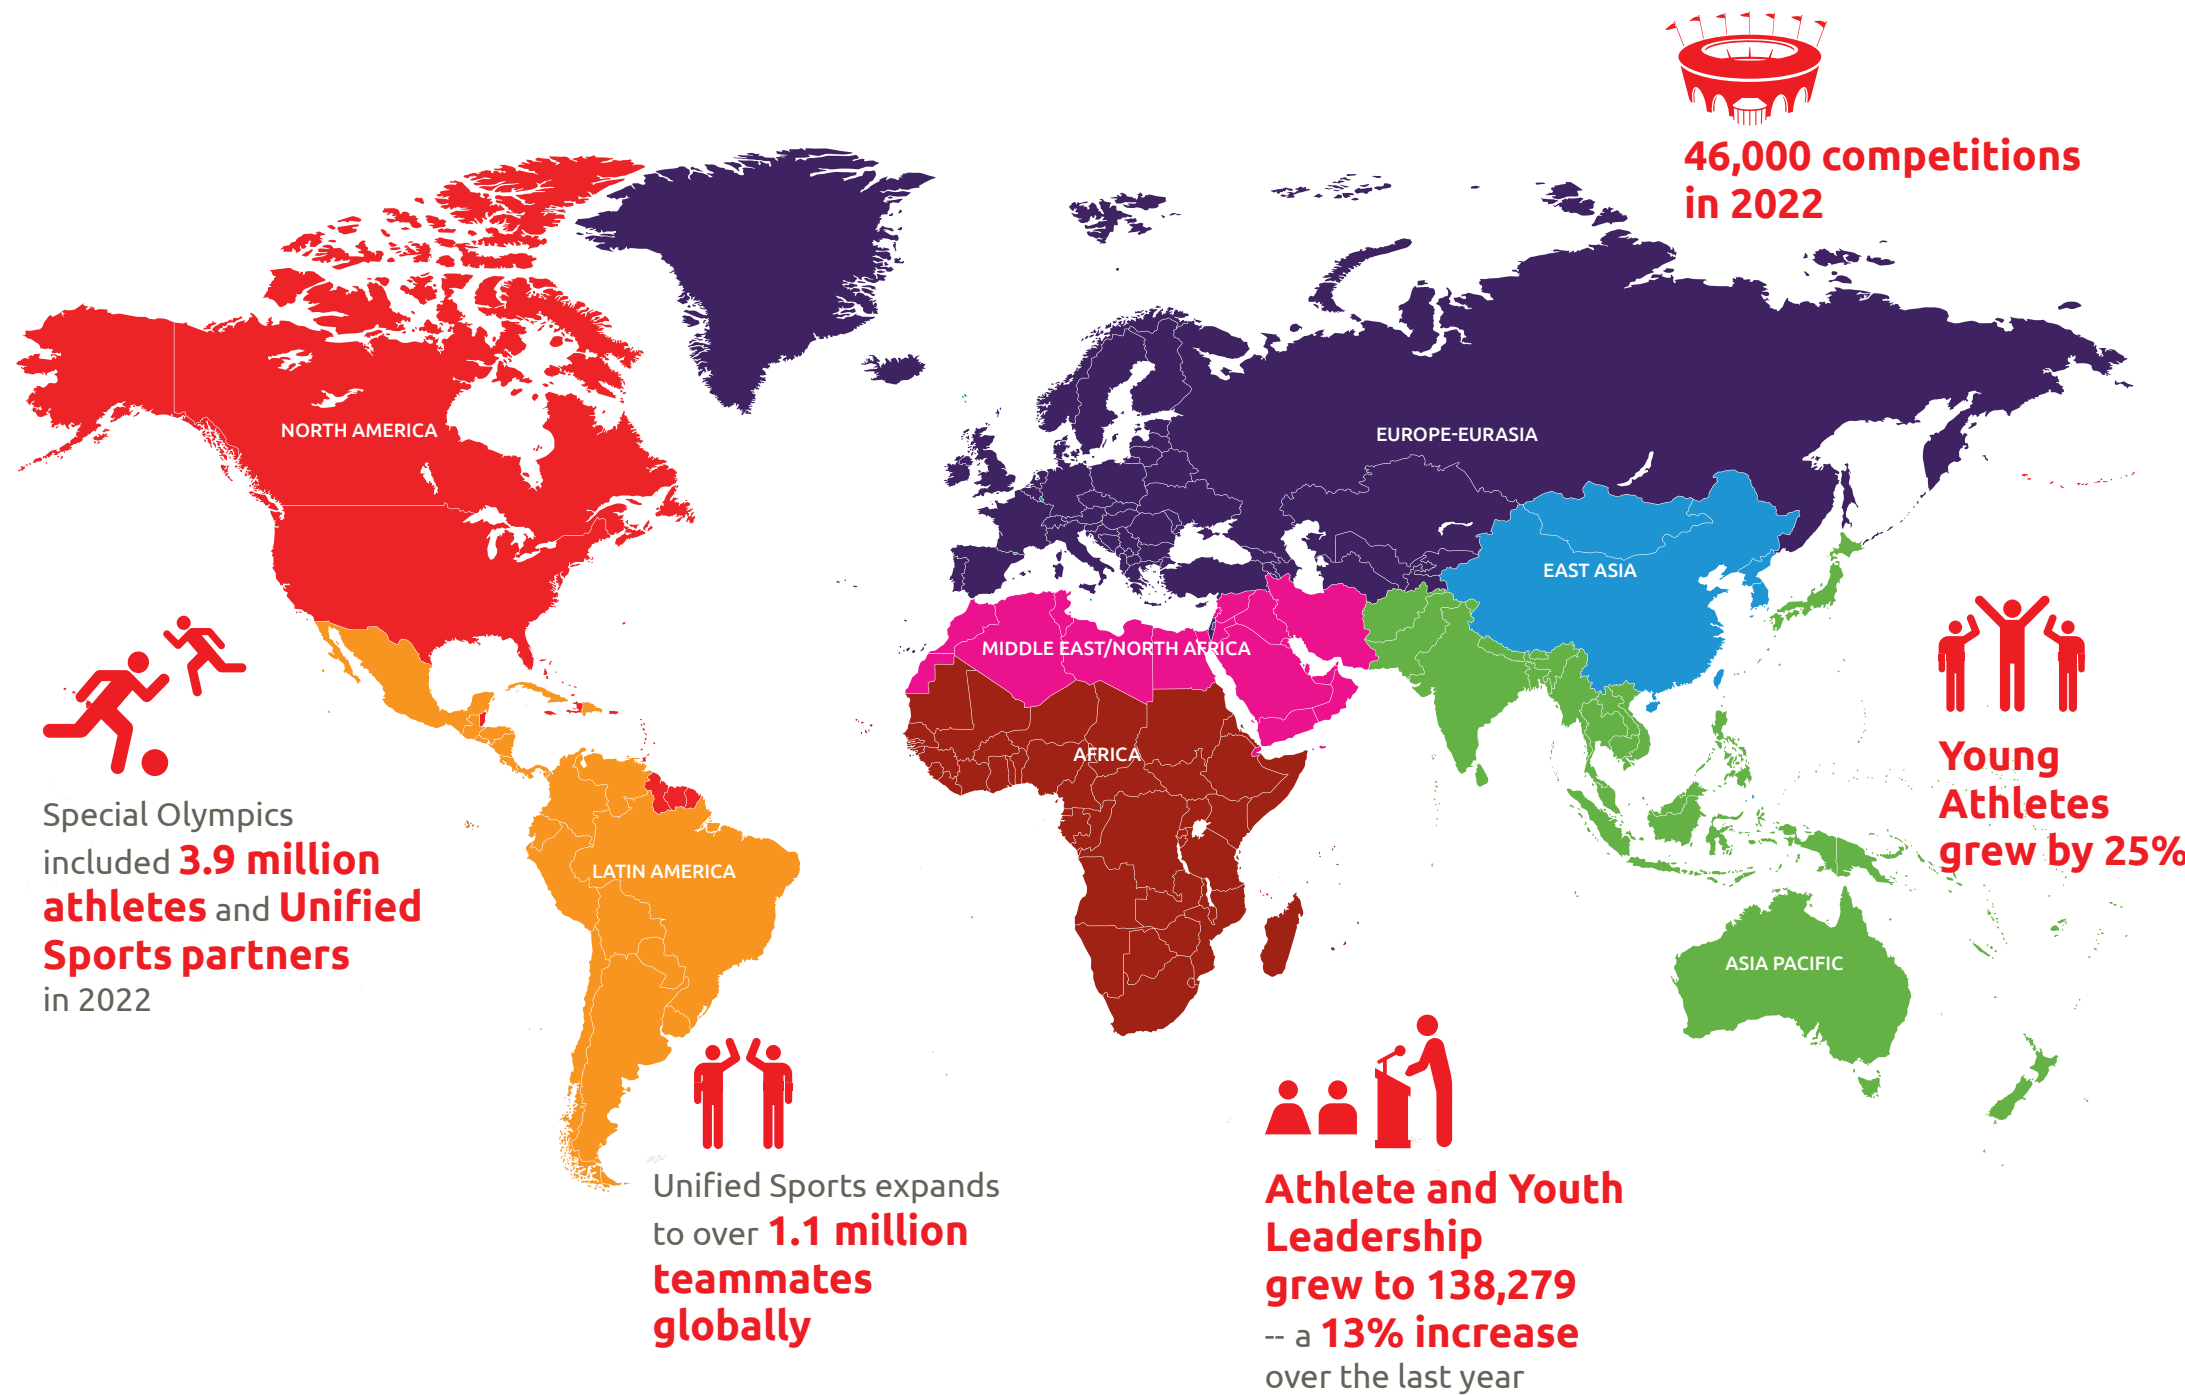 46,000 competitions
in 2022
NORTH AMERICA
EUROPE-EURASIA
EAST ASIA
MIDDLE EAST/NORTH AFRICA
AFRICA
LATIN AMERICA
ASIA PACIFIC
Young
Athletes
grew by 25%
Special Olympics
included 3.9 million
athletes and Unified
Sports partners
in 2022
Unified Sports expands
to over 1.1 million
teammates
globally
Athlete and Youth
Leadership
grew to 138,279
-- a 13% increase
over the last year